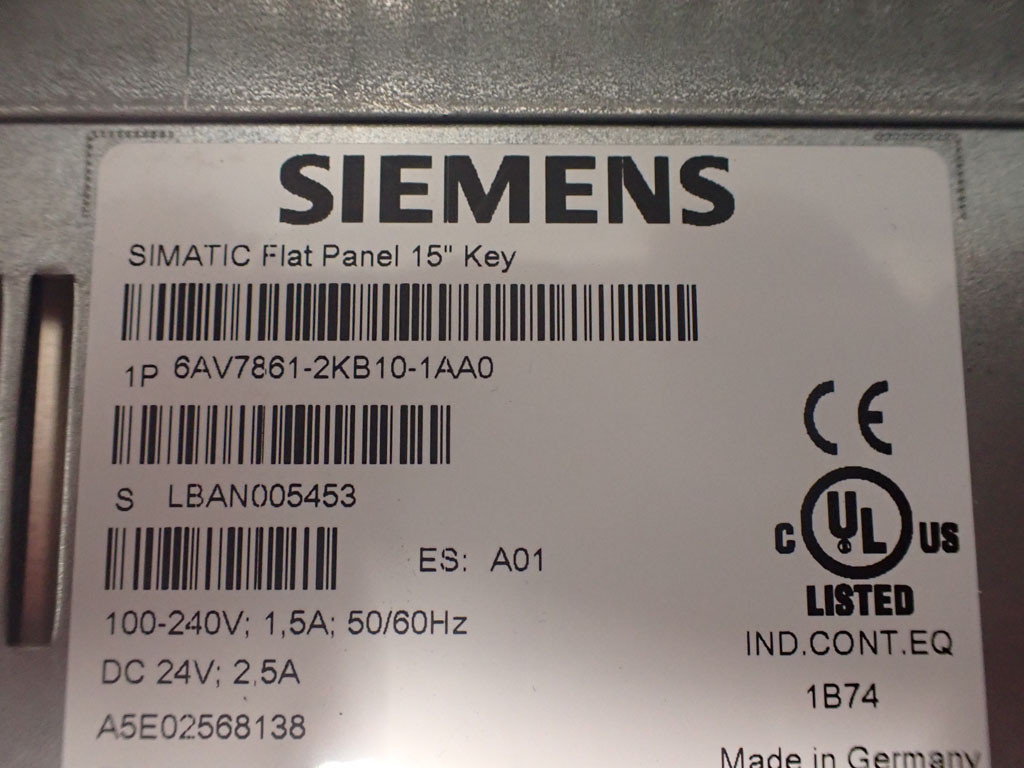 SIEMENS
SIMATIC Flat Panel 15" Key
1P 6AV7861-2KB10-1AA0
S LBAN005453
ES: A01
100-240V; 1,5A; 50/60Hz
DC 24V; 2,5A
A5E02568138
CE
C UL US
LISTED
IND.CONT.EQ
1B74
Made in Germany